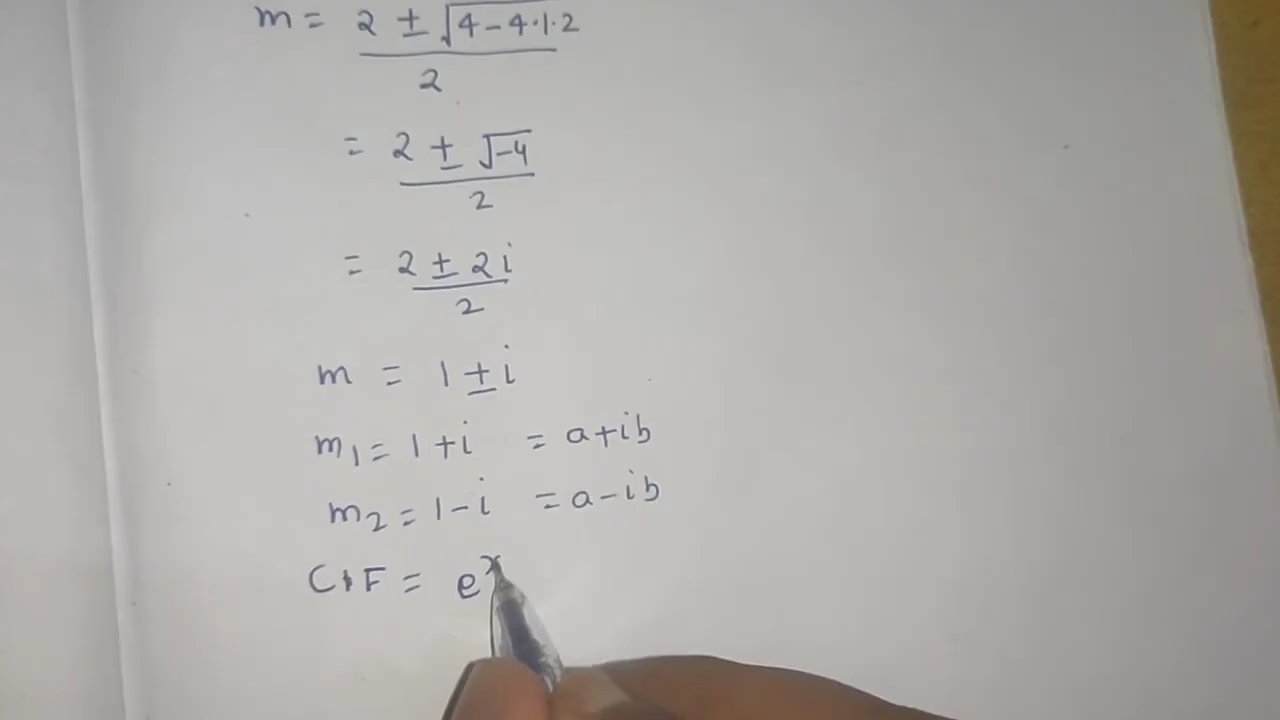 m = 2 ± √4-4·1·2 / 2
= 2 ± √-4 / 2
= 2 ± 2i / 2
m = 1 ± i
m₁ = 1+i = a+ib
m₂ = 1-i = a-ib
C.F = eˣ